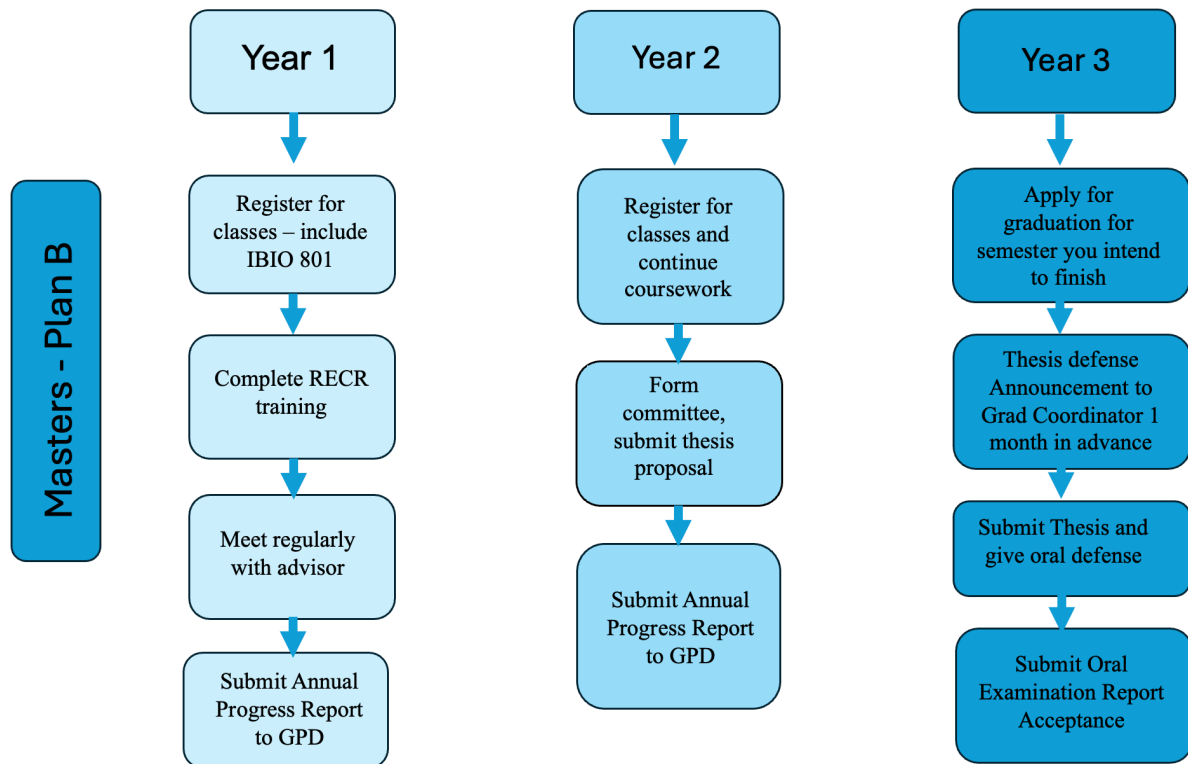 Masters - Plan B
Year 1
Register for
classes – include
IBIO 801
Complete RECR
training
Meet regularly
with advisor
Submit Annual
Progress Report
to GPD
Year 2
Register for
classes and
continue
coursework
Form
committee,
submit thesis
proposal
Submit Annual
Progress Report
to GPD
Year 3
Apply for
graduation for
semester you intend
to finish
Thesis defense
Announcement to
Grad Coordinator 1
month in advance
Submit Thesis and
give oral defense
Submit Oral
Examination Report
Acceptance